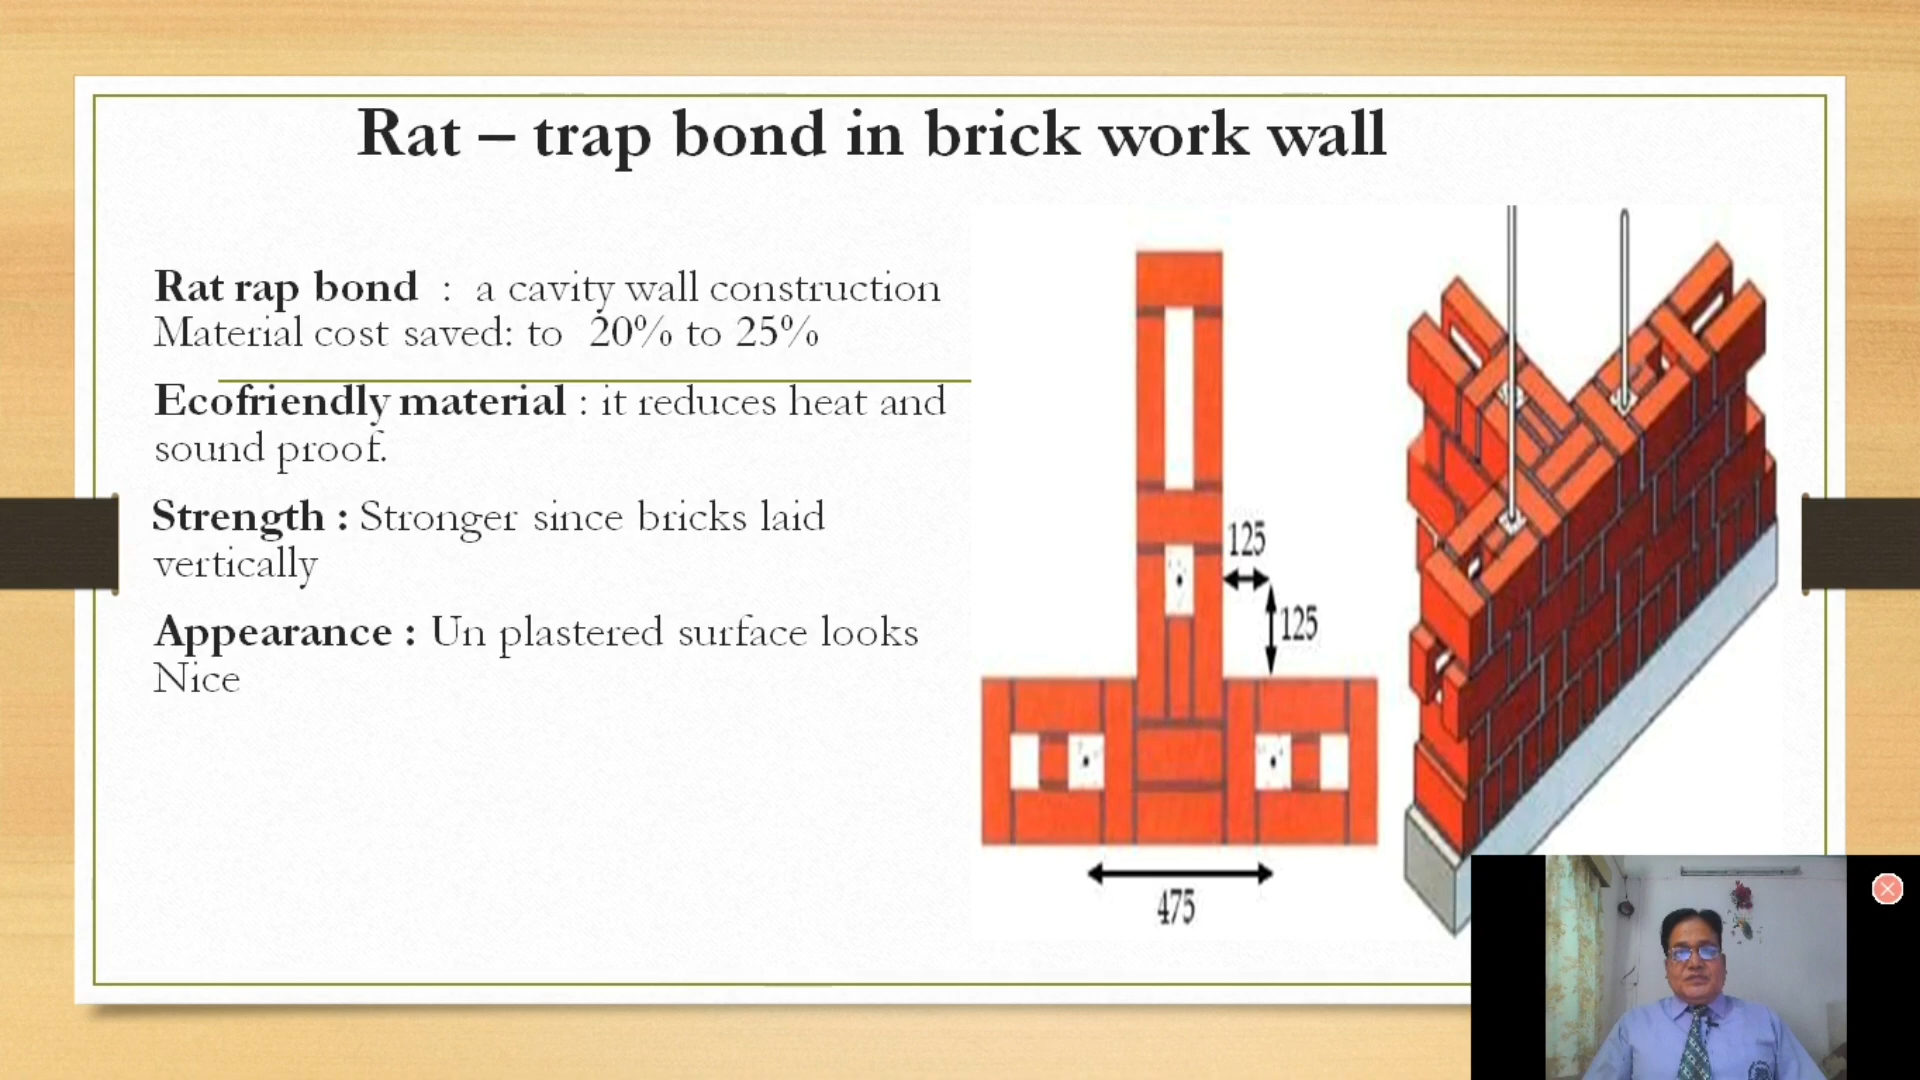 Rat – trap bond in brick work wall
Rat rap bond : a cavity wall construction
Material cost saved: to 20% to 25%
Ecofriendly material : it reduces heat and
sound proof.
Strength : Stronger since bricks laid
vertically
Appearance : Un plastered surface looks
Nice
125
125
475